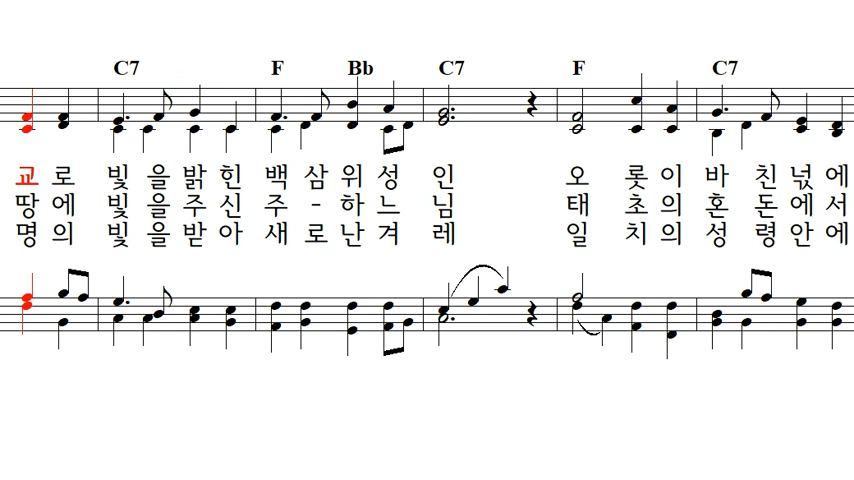 C7 F Bb C7 F C7
교 로 빛 을 밝 힌 백 삼 위 성 인 오 롯 이 바 친 넋 에
땅 에 빛 을 주 신 주 - 하 느 님 태 초 의 혼 돈 에 서
명 의 빛 을 받 아 새 로 난 겨 레 일 치 의 성 령 안 에